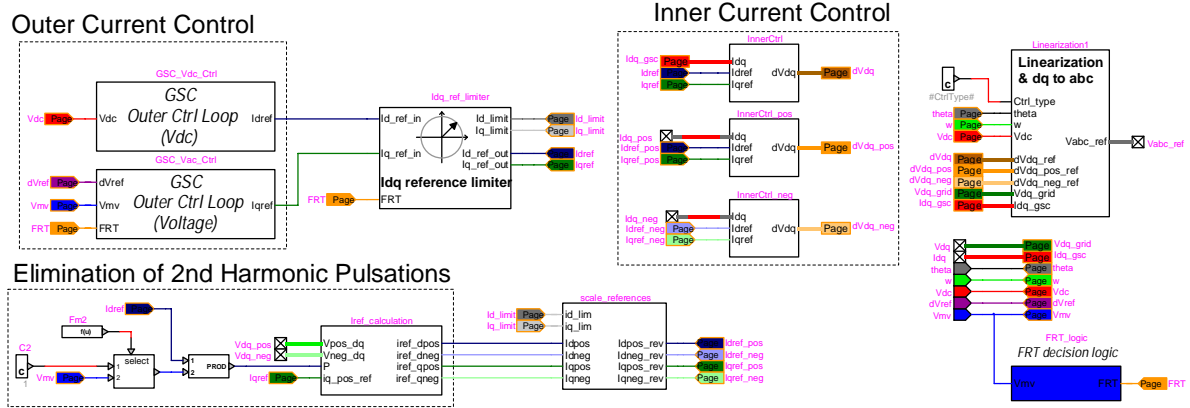 Outer Current Control
GSC_Vdc_Ctrl
Vdc Page Vdc
GSC
Outer Ctrl Loop
(Vdc)
Idref
GSC_Vac_Ctrl
dVref Page dVref
Vmv Page Vmv
FRT Page FRT
GSC
Outer Ctrl Loop
(Voltage)
Iqref
Idq_ref_limiter
Id_ref_in
Iq_ref_in
Id_limit Page Id_limit
Iq_limit Page Iq_limit
Id_ref_out Page Idref
Iq_ref_out Page Iqref
Idq reference limiter
FRT Page FRT
Inner Current Control
InnerCtrl
Idq_gsc Page Idq
Idref Page Idref
Iqref Page Iqref
dVdq Page dVdq
InnerCtrl_pos
Idq_pos Idq
Idref_pos Page Idref
Iqref_pos Page Iqref
dVdq Page dVdq_pos
InnerCtrl_neg
Idq_neg Idq
Idref_neg Page Idref
Iqref_neg Page Iqref
dVdq Page dVdq_neg
Linearization1
Linearization
& dq to abc
C
#CtrlType#
Ctrl_type
theta Page theta
w Page w
Vdc Page Vdc
Vabc_ref Vabc_ref
dVdq Page dVdq_ref
dVdq_pos Page dVdq_pos_ref
dVdq_neg Page dVdq_neg_ref
Vdq_grid Page Vdq_grid
Idq_gsc Page Idq_gsc
Vdq Page Vdq_grid
Idq Page Idq_gsc
theta Page theta
w Page w
Vdc Page Vdc
dVref Page dVref
Vmv Page Vmv
FRT_logic
FRT decision logic
Vmv FRT Page FRT
Elimination of 2nd Harmonic Pulsations
Idref Page
Fm2
f(u)
C2
C
1
Vmv Page
select
1
2
1
2
PROD
Iref_calculation
Vdq_pos Vpos_dq
Vdq_neg Vneg_dq
P
Iqref Page iq_pos_ref
iref_dpos
iref_dneg
iref_qpos
iref_qneg
scale_references
Id_limit Page id_lim
Iq_limit Page iq_lim
Idpos
Idneg
Iqpos
Iqneg
Idpos_rev Page Idref_pos
Idneg_rev Page Idref_neg
Iqpos_rev Page Iqref_pos
Iqneg_rev Page Iqref_neg